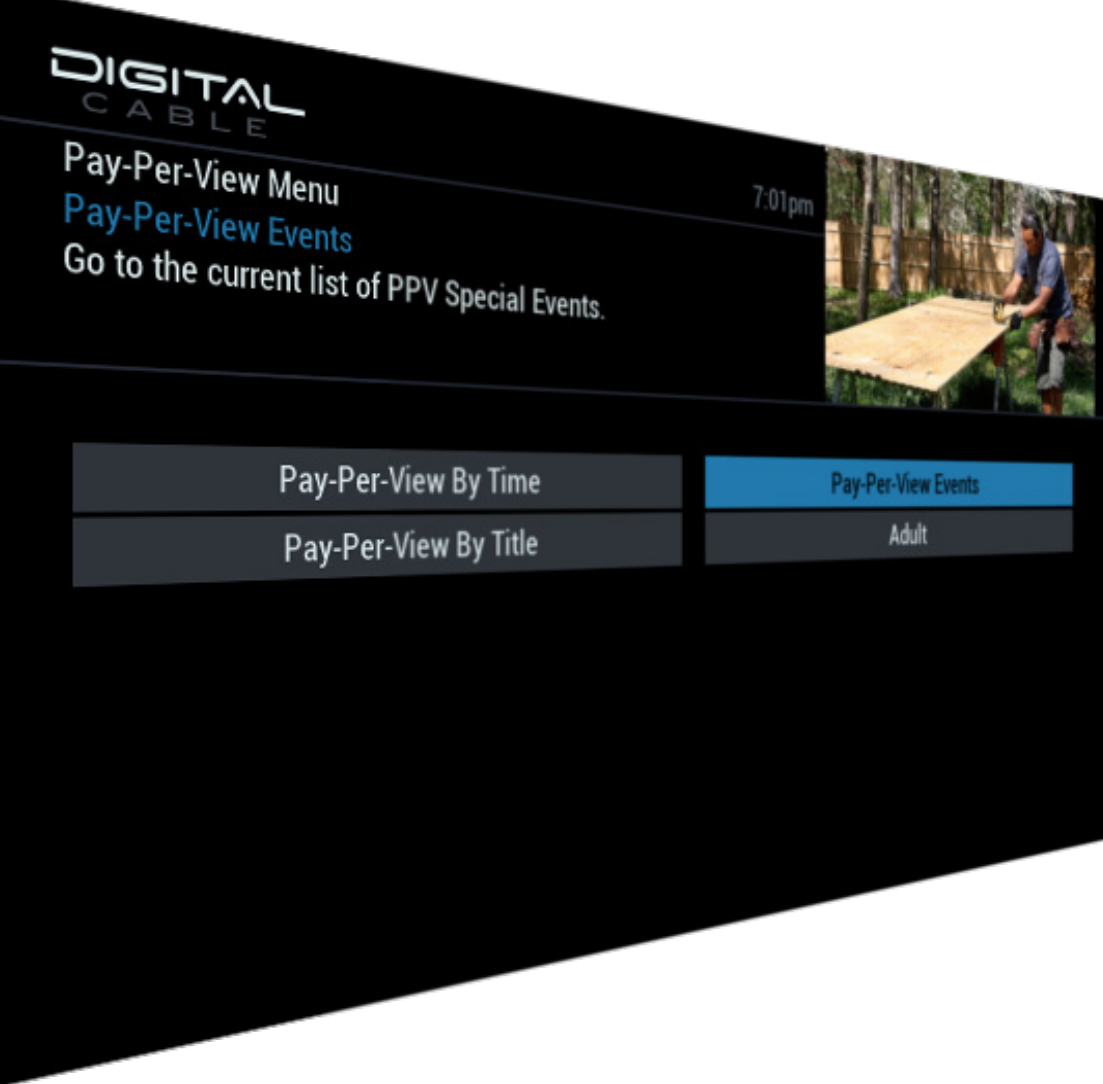 DIGITAL
CABLE
Pay-Per-View Menu
7:01pm
Pay-Per-View Events
Go to the current list of PPV Special Events.
Pay-Per-View By Time
Pay-Per-View Events
Pay-Per-View By Title
Adult